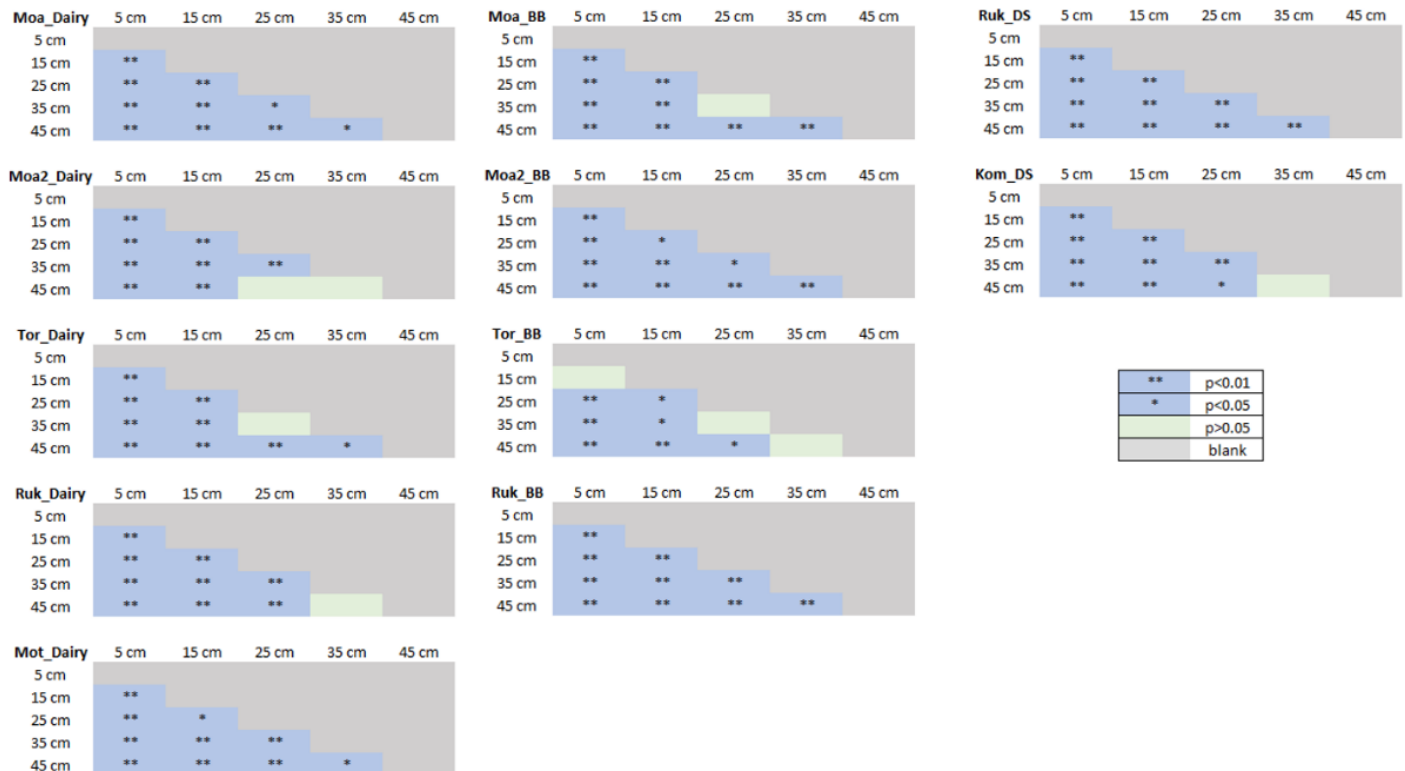 Moa_Dairy 5 cm 15 cm 25 cm 35 cm 45 cm
5 cm
15 cm **
25 cm ** **
35 cm ** ** *
45 cm ** ** ** *
Moa_BB 5 cm 15 cm 25 cm 35 cm 45 cm
5 cm
15 cm **
25 cm ** **
35 cm ** **
45 cm ** ** ** **
Ruk_DS 5 cm 15 cm 25 cm 35 cm 45 cm
5 cm
15 cm **
25 cm ** **
35 cm ** ** **
45 cm ** ** ** **
Moa2_Dairy 5 cm 15 cm 25 cm 35 cm 45 cm
5 cm
15 cm **
25 cm ** **
35 cm ** ** **
45 cm ** **
Moa2_BB 5 cm 15 cm 25 cm 35 cm 45 cm
5 cm
15 cm **
25 cm ** *
35 cm ** ** *
45 cm ** ** ** **
Kom_DS 5 cm 15 cm 25 cm 35 cm 45 cm
5 cm
15 cm **
25 cm ** **
35 cm ** ** **
45 cm ** ** *
Tor_Dairy 5 cm 15 cm 25 cm 35 cm 45 cm
5 cm
15 cm **
25 cm ** **
35 cm ** **
45 cm ** ** ** *
Tor_BB 5 cm 15 cm 25 cm 35 cm 45 cm
5 cm
15 cm
25 cm ** *
35 cm ** *
45 cm ** ** *
** p<0.01
* p<0.05
p>0.05
blank
Ruk_Dairy 5 cm 15 cm 25 cm 35 cm 45 cm
5 cm
15 cm **
25 cm ** **
35 cm ** ** **
45 cm ** ** **
Ruk_BB 5 cm 15 cm 25 cm 35 cm 45 cm
5 cm
15 cm **
25 cm ** **
35 cm ** ** **
45 cm ** ** ** **
Mot_Dairy 5 cm 15 cm 25 cm 35 cm 45 cm
5 cm
15 cm **
25 cm ** *
35 cm ** ** **
45 cm ** ** ** *